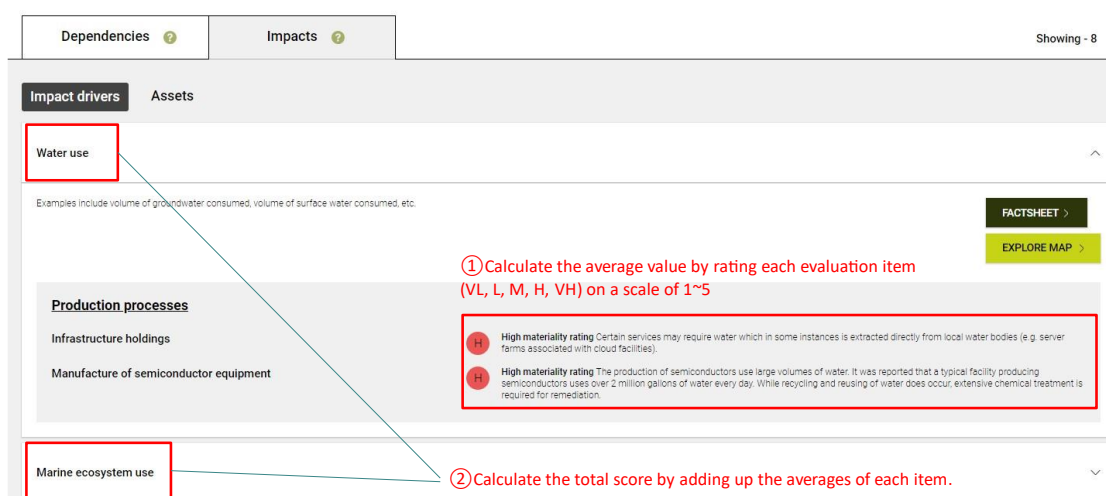 Dependencies ?
Impacts ?
Showing - 8
Impact drivers
Assets
Water use
Examples include volume of groundwater consumed, volume of surface water consumed, etc.
FACTSHEET >
EXPLORE MAP >
①Calculate the average value by rating each evaluation item
(VL, L, M, H, VH) on a scale of 1~5
Production processes
Infrastructure holdings
H High materiality rating Certain services may require water which in some instances is extracted directly from local water bodies (e.g. server
farms associated with cloud facilities).
Manufacture of semiconductor equipment
H High materiality rating The production of semiconductors use large volumes of water. It was reported that a typical facility producing
semiconductors uses over 2 million gallons of water every day. While recycling and reusing of water does occur, extensive chemical treatment is
required for remediation.
Marine ecosystem use
②Calculate the total score by adding up the averages of each item.